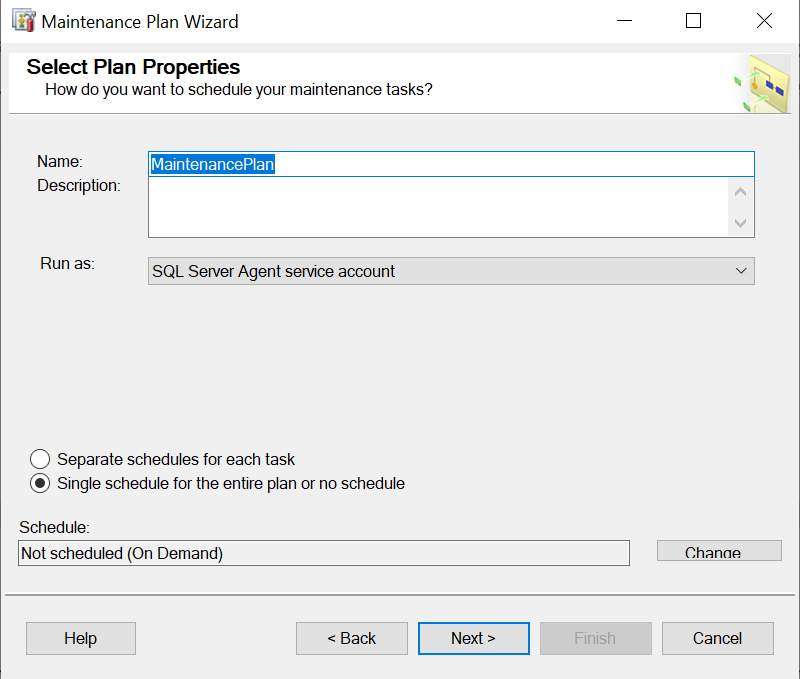 Maintenance Plan Wizard
Select Plan Properties
How do you want to schedule your maintenance tasks?
Name:
MaintenancePlan
Description:
Run as:
SQL Server Agent service account
Separate schedules for each task
Single schedule for the entire plan or no schedule
Schedule:
Not scheduled (On Demand)
Change
Help
< Back
Next >
Finish
Cancel